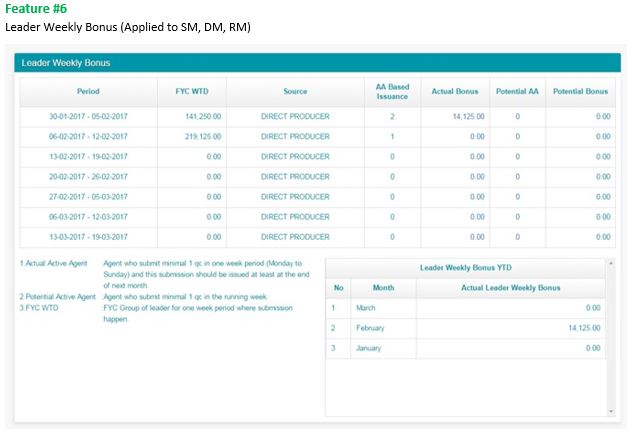 Feature #6
Leader Weekly Bonus (Applied to SM, DM, RM)
Leader Weekly Bonus
Period FYC WTD Source AA Based Issuance Actual Bonus Potential AA Potential Bonus
30-01-2017 - 05-02-2017 141,250.00 DIRECT PRODUCER 2 14,125.00 0 0.00
06-02-2017 - 12-02-2017 219,125.00 DIRECT PRODUCER 1 0.00 0 0.00
13-02-2017 - 19-02-2017 0.00 DIRECT PRODUCER 0 0.00 0 0.00
20-02-2017 - 26-02-2017 0.00 DIRECT PRODUCER 0 0.00 0 0.00
27-02-2017 - 05-03-2017 0.00 DIRECT PRODUCER 0 0.00 0 0.00
06-03-2017 - 12-03-2017 0.00 DIRECT PRODUCER 0 0.00 0 0.00
13-03-2017 - 19-03-2017 0.00 DIRECT PRODUCER 0 0.00 0 0.00
1.Actual Active Agent :Agent who submit minimal 1 qc in one week period (Monday to
Sunday) and this submission should be issued at least at the end
of next month.
2.Potential Active Agent :Agent who submit minimal 1 qc in the running week.
3.FYC WTD :FYC Group of leader for one week period where submission
happen.
Leader Weekly Bonus YTD
No Month Actual Leader Weekly Bonus
1 March 0.00
2 February 14,125.00
3 January 0.00